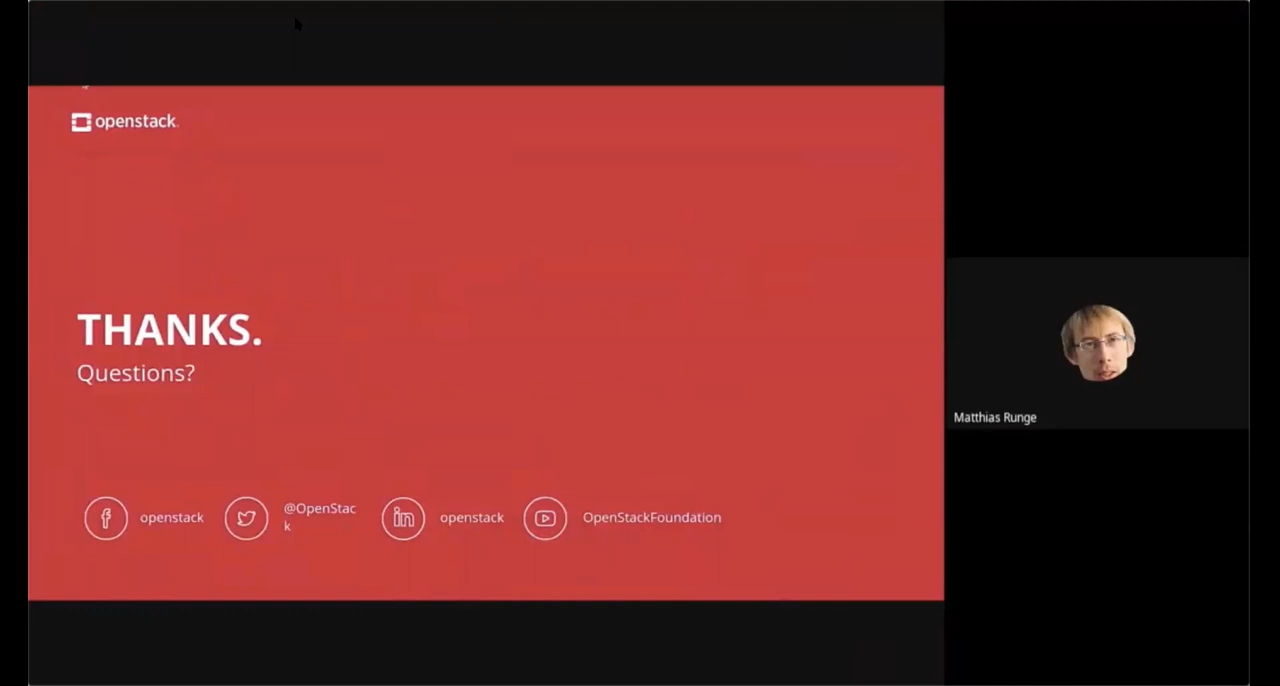 openstack.
THANKS.
Questions?
openstack
@OpenStac
k
openstack
OpenStackFoundation
Matthias Runge